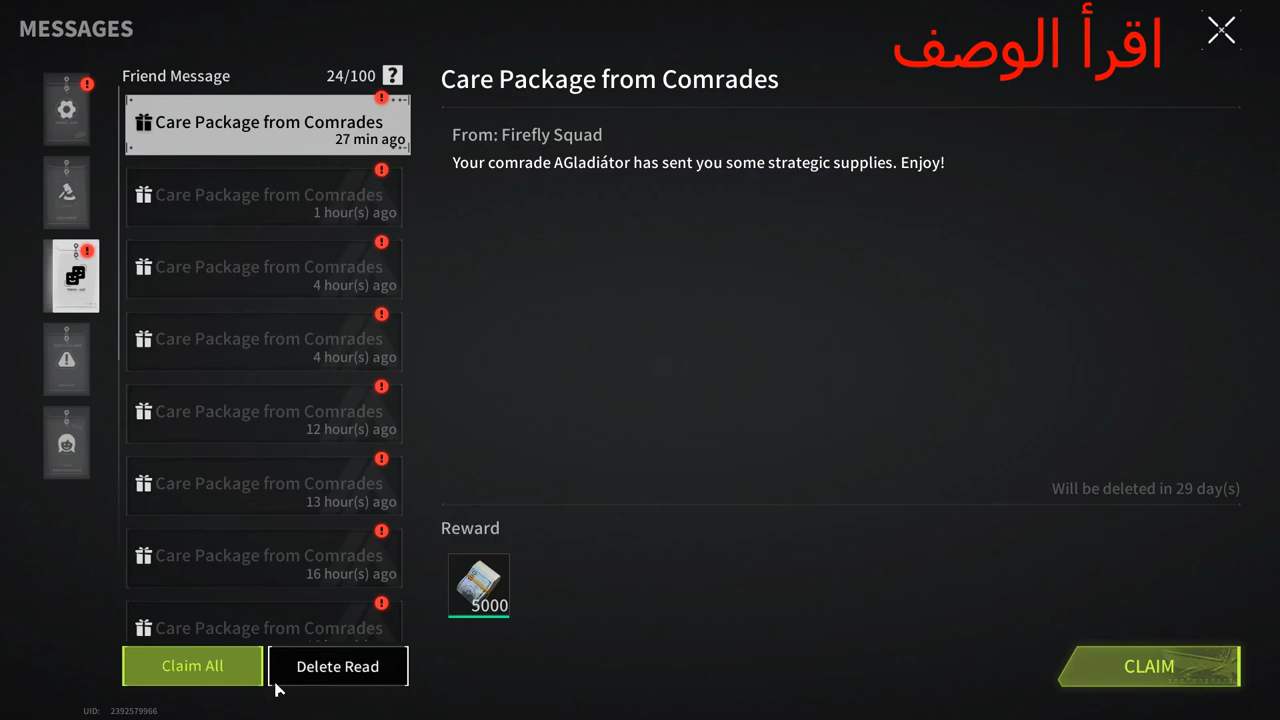 MESSAGES
اقرأ الوصف
Friend Message 24/100 ?
Care Package from Comrades
27 min ago
Care Package from Comrades
1 hour(s) ago
Care Package from Comrades
4 hour(s) ago
Care Package from Comrades
4 hour(s) ago
Care Package from Comrades
12 hour(s) ago
Care Package from Comrades
13 hour(s) ago
Care Package from Comrades
16 hour(s) ago
Care Package from Comrades
Claim All
Delete Read
Care Package from Comrades
From: Firefly Squad
Your comrade AGladiátor has sent you some strategic supplies. Enjoy!
Will be deleted in 29 day(s)
Reward
5000
CLAIM
UID: 2392579966